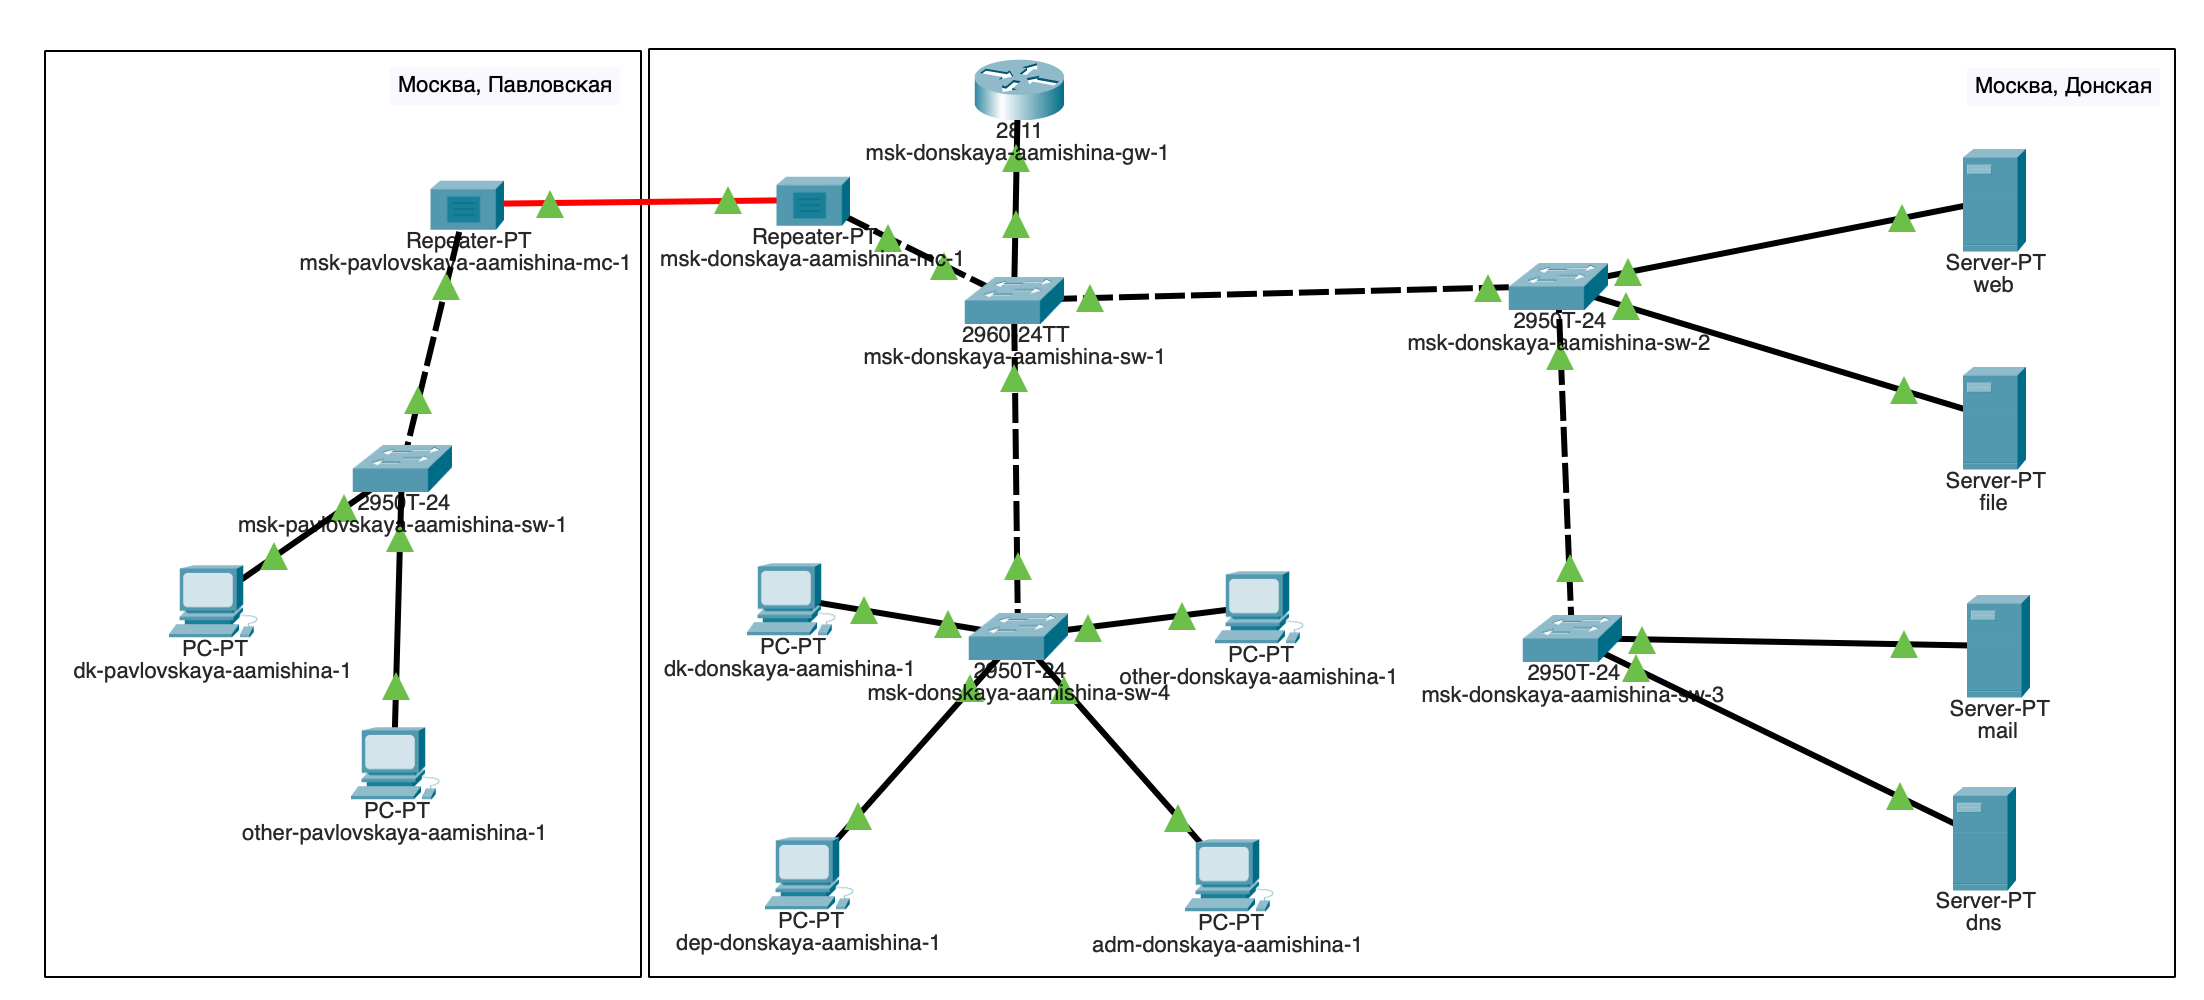 Москва, Павловская
Repeater-PT
msk-pavlovskaya-aamishina-mc-1
2950T-24
msk-pavlovskaya-aamishina-sw-1
PC-PT
dk-pavlovskaya-aamishina-1
PC-PT
other-pavlovskaya-aamishina-1
Москва, Донская
2811
msk-donskaya-aamishina-gw-1
Repeater-PT
msk-donskaya-aamishina-mc-1
2960-24TT
msk-donskaya-aamishina-sw-1
2950T-24
msk-donskaya-aamishina-sw-2
Server-PT
web
Server-PT
file
PC-PT
dk-donskaya-aamishina-1
2950T-24
msk-donskaya-aamishina-sw-4
PC-PT
other-donskaya-aamishina-1
2950T-24
msk-donskaya-aamishina-sw-3
Server-PT
mail
PC-PT
dep-donskaya-aamishina-1
PC-PT
adm-donskaya-aamishina-1
Server-PT
dns